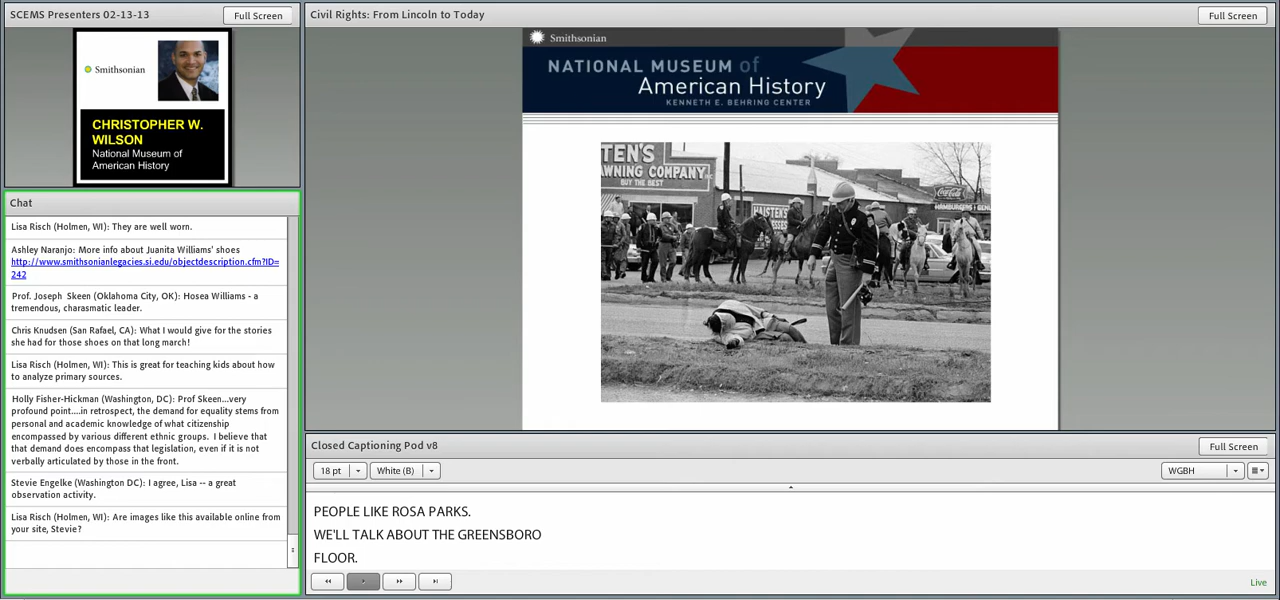 SCEMS Presenters 02-13-13
Full Screen
Smithsonian
CHRISTOPHER W.
WILSON
National Museum of
American History
Chat
Lisa Risch (Holmen, WI): They are well worn.
Ashley Naranjo: More info about Juanita Williams' shoes
http://www.smithsonianlegacies.si.edu/objectdescription.cfm?ID=
242
Prof. Joseph Skeen (Oklahoma City, OK): Hosea Williams - a
tremendous, charasmatic leader.
Chris Knudsen (San Rafael, CA): What I would give for the stories
she had for those shoes on that long march!
Lisa Risch (Holmen, WI): This is great for teaching kids about how
to analyze primary sources.
Holly Fisher-Hickman (Washington, DC): Prof Skeen...very
profound point....in retrospect, the demand for equality stems from
personal and academic knowledge of what citizenship
encompassed by various different ethnic groups. I believe that
that demand does encompass that legislation, even if it is not
verbally articulated by those in the front.
Stevie Engelke (Washington DC): I agree, Lisa -- a great
observation activity.
Lisa Risch (Holmen, WI): Are images like this available online from
your site, Stevie?
Civil Rights: From Lincoln to Today
Full Screen
Smithsonian
NATIONAL MUSEUM of
American History
KENNETH E. BEHRING CENTER
TEN'S
WNING COMPANY
BUY THE BEST
HAISTEN'S
Coca-Cola
Closed Captioning Pod v8
Full Screen
18 pt
White (B)
WGBH
PEOPLE LIKE ROSA PARKS.
WE'LL TALK ABOUT THE GREENSBORO
FLOOR.
Live